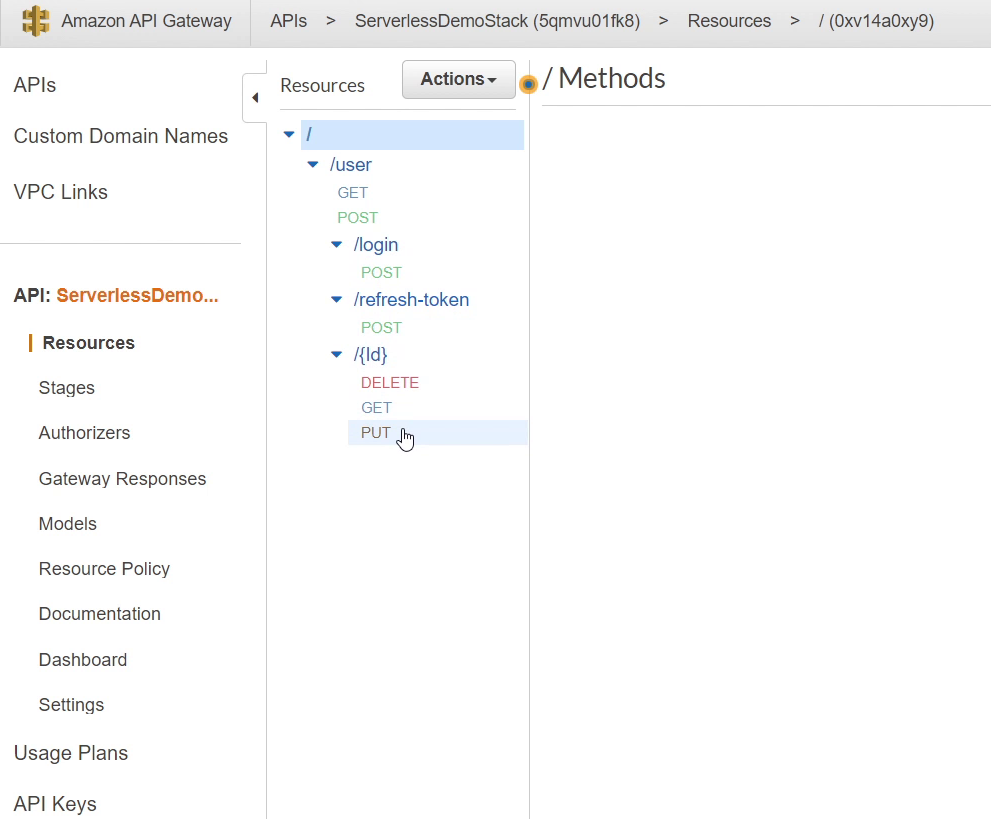 Amazon API Gateway
APIs > ServerlessDemoStack (5qmvu01fk8) > Resources > / (0xv14a0xy9)
APIs
Custom Domain Names
VPC Links
API: ServerlessDemo...
Resources
Stages
Authorizers
Gateway Responses
Models
Resource Policy
Documentation
Dashboard
Settings
Usage Plans
API Keys
Resources
Actions
/
/user
GET
POST
/login
POST
/refresh-token
POST
/{Id}
DELETE
GET
PUT
/ Methods